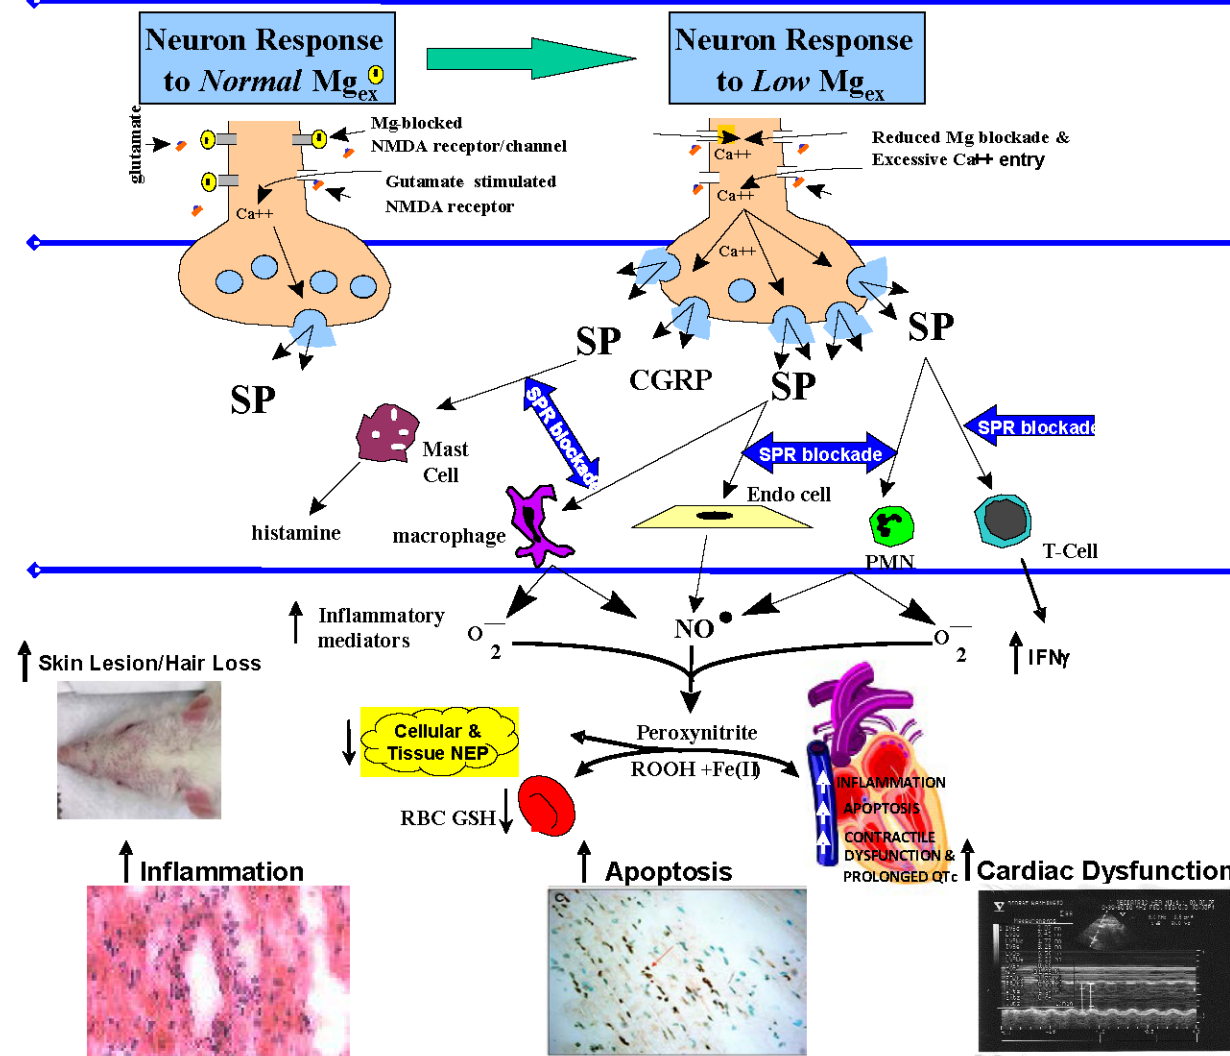 Neuron Response
to Normal Mgex
Neuron Response
to Low Mgex
glutamate
Mg-blocked
NMDA receptor/channel
Gutamate stimulated
NMDA receptor
Ca++
Reduced Mg blockade &
Excessive Ca++ entry
Ca++
Ca++
Ca++
SP
SP
CGRP
SP
SP
SPR blockade
SPR blockade
SPR blockade
Mast
Cell
histamine
macrophage
Endo cell
PMN
T-Cell
Inflammatory
mediators
O2—
NO•
O2—
IFNγ
Skin Lesion/Hair Loss
Cellular &
Tissue NEP
Peroxynitrite
ROOH +Fe(II)
RBC GSH
INFLAMMATION
APOPTOSIS
CONTRACTILE
DYSFUNCTION &
PROLONGED QTc
Inflammation
Apoptosis
Cardiac Dysfunction